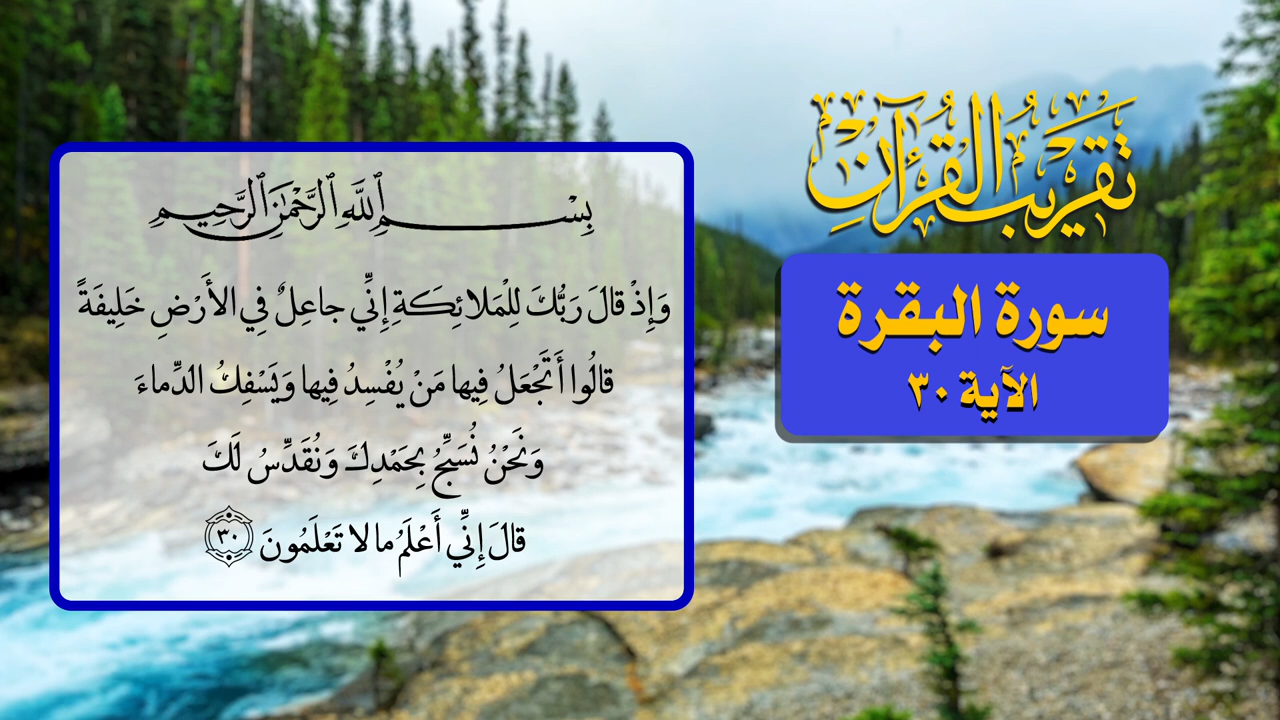 تقريب القرآن
سورة البقرة
الآية ٣٠
بِسْمِ اللَّهِ الرَّحْمَٰنِ الرَّحِيمِ
وَإِذْ قالَ رَبُّكَ لِلْمَلائِكَةِ إِنِّي جاعِلٌ فِي الأَرْضِ خَلِيفَةً
قالُوا أَتَجْعَلُ فِيها مَنْ يُفْسِدُ فِيها وَيَسْفِكُ الدِّماءَ
وَنَحْنُ نُسَبِّحُ بِحَمْدِكَ وَنُقَدِّسُ لَكَ
قالَ إِنِّي أَعْلَمُ ما لا تَعْلَمُونَ ٣٠